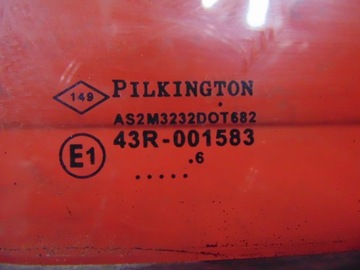 149 PILKINGTON
AS2M3232DOT682
E1 43R-001583
.6
.....